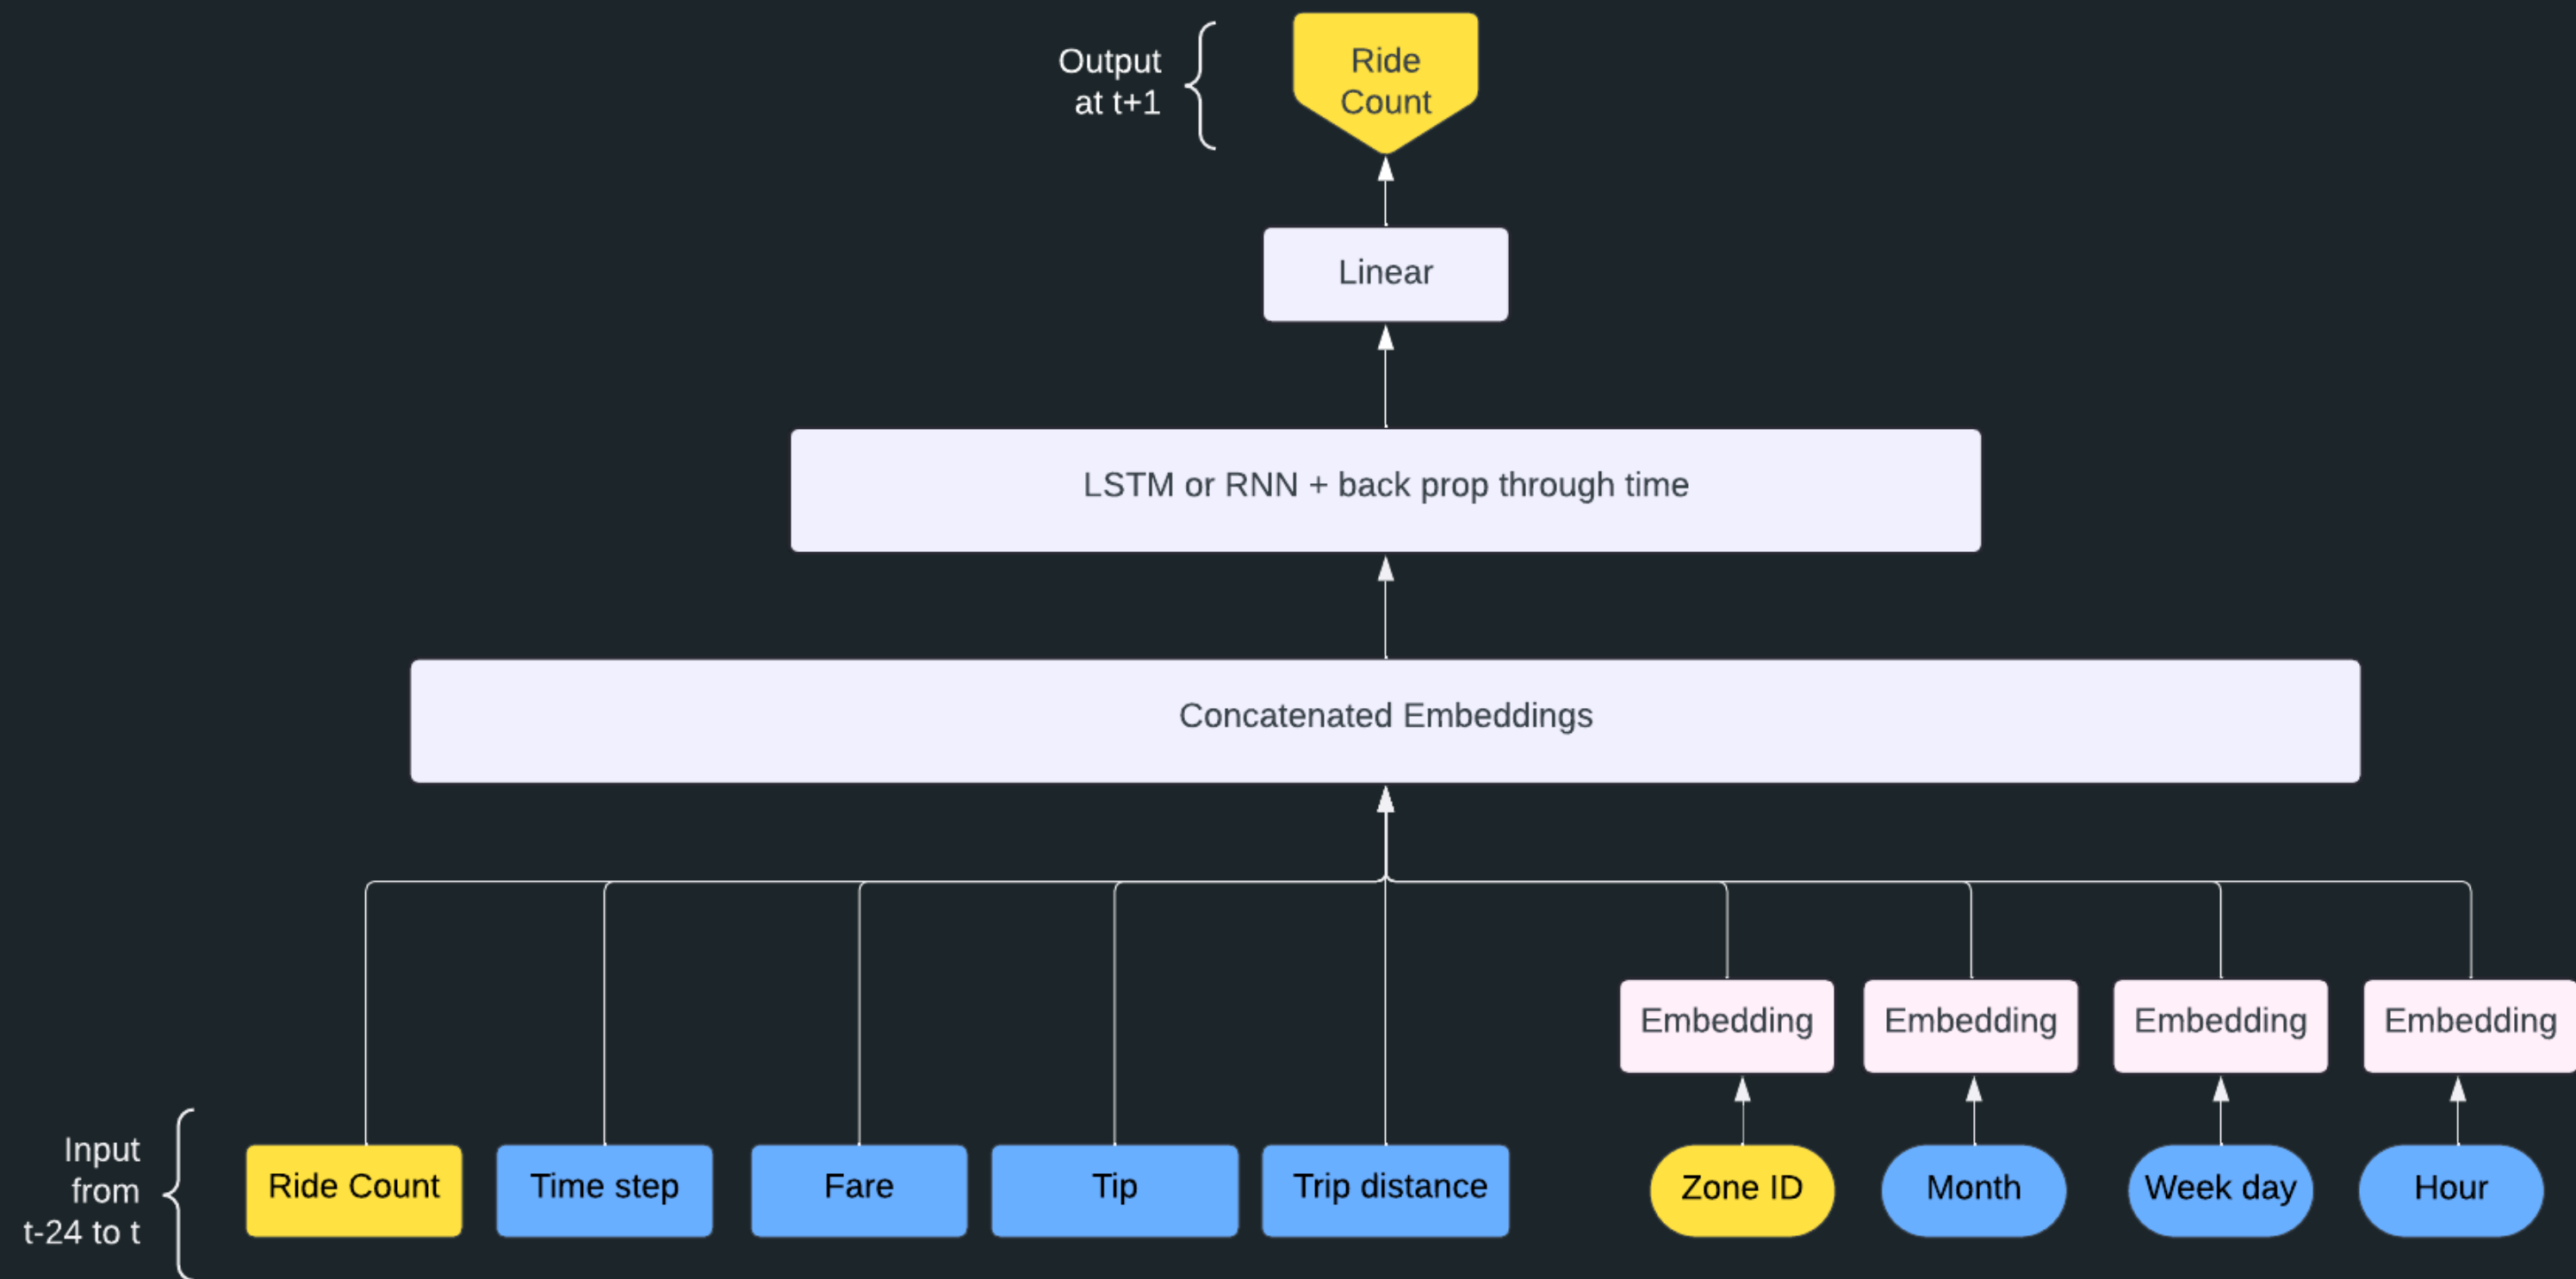 Output
at t+1
Ride
Count
Linear
LSTM or RNN + back prop through time
Concatenated Embeddings
Embedding
Embedding
Embedding
Embedding
Input
from
t-24 to t
Ride Count
Time step
Fare
Tip
Trip distance
Zone ID
Month
Week day
Hour